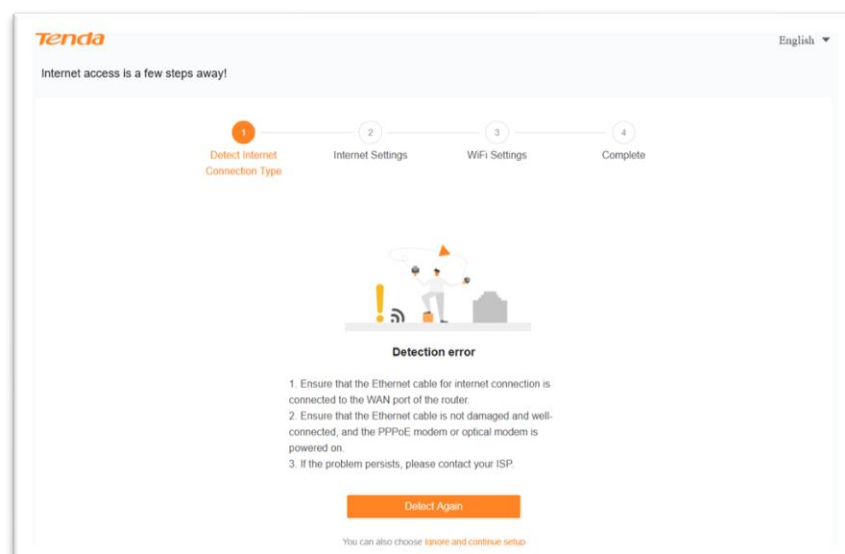 Tenda
English
Internet access is a few steps away!
1
2
3
4
Detect Internet
Connection Type
Internet Settings
WiFi Settings
Complete
Detection error
1. Ensure that the Ethernet cable for internet connection is
connected to the WAN port of the router.
2. Ensure that the Ethernet cable is not damaged and well-
connected, and the PPPoE modem or optical modem is
powered on.
3. If the problem persists, please contact your ISP.
Detect Again
You can also choose Ignore and continue setup